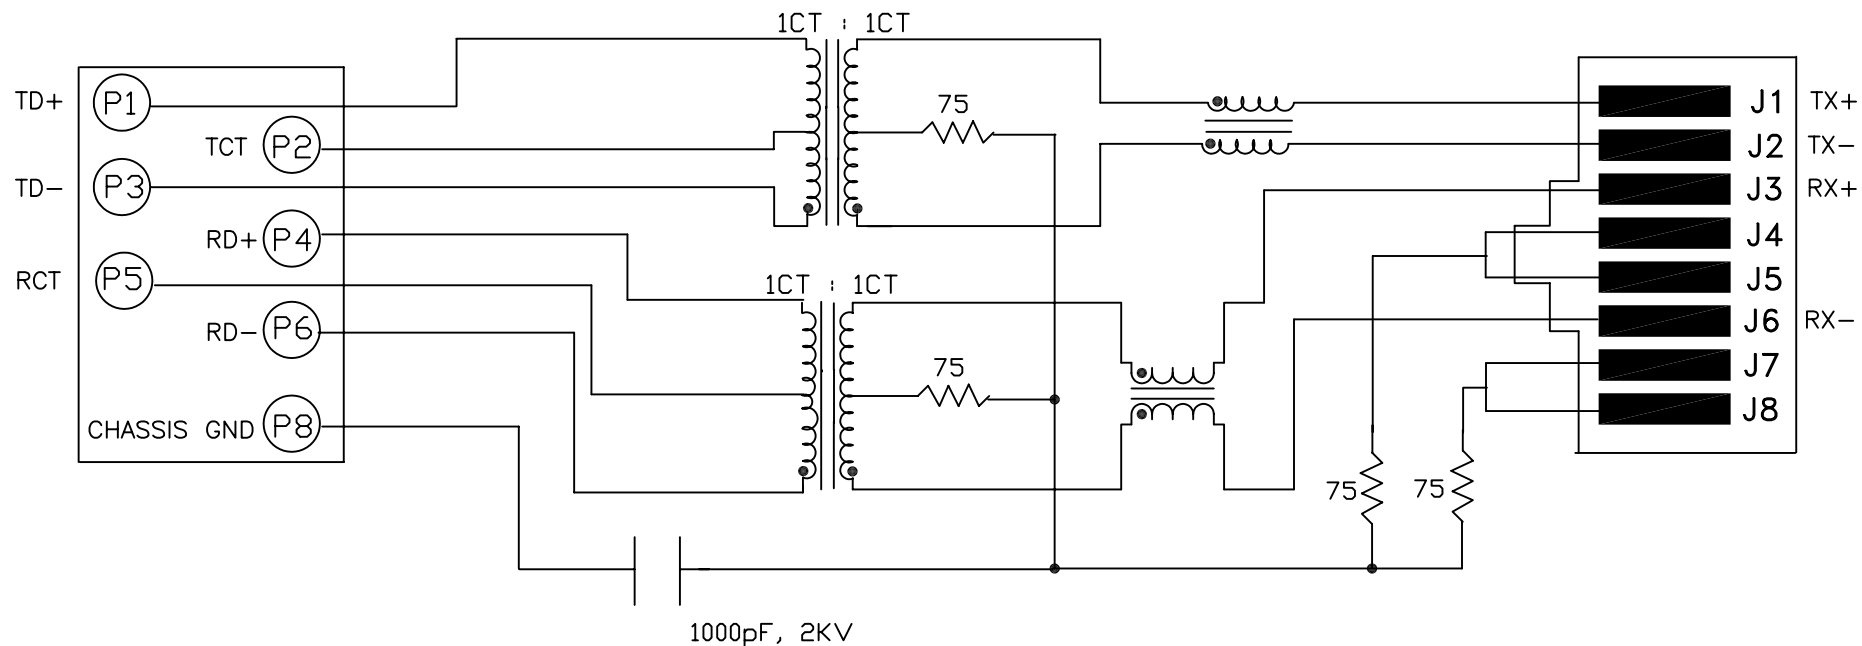 1CT : 1CT
TD+ P1
75
J1 TX+
TCT P2
J2 TX-
TD- P3
J3 RX+
RD+ P4
J4
RCT P5
1CT : 1CT
J5
RD- P6
J6 RX-
75
J7
J8
CHASSIS GND P8
75 75
1000pF, 2KV